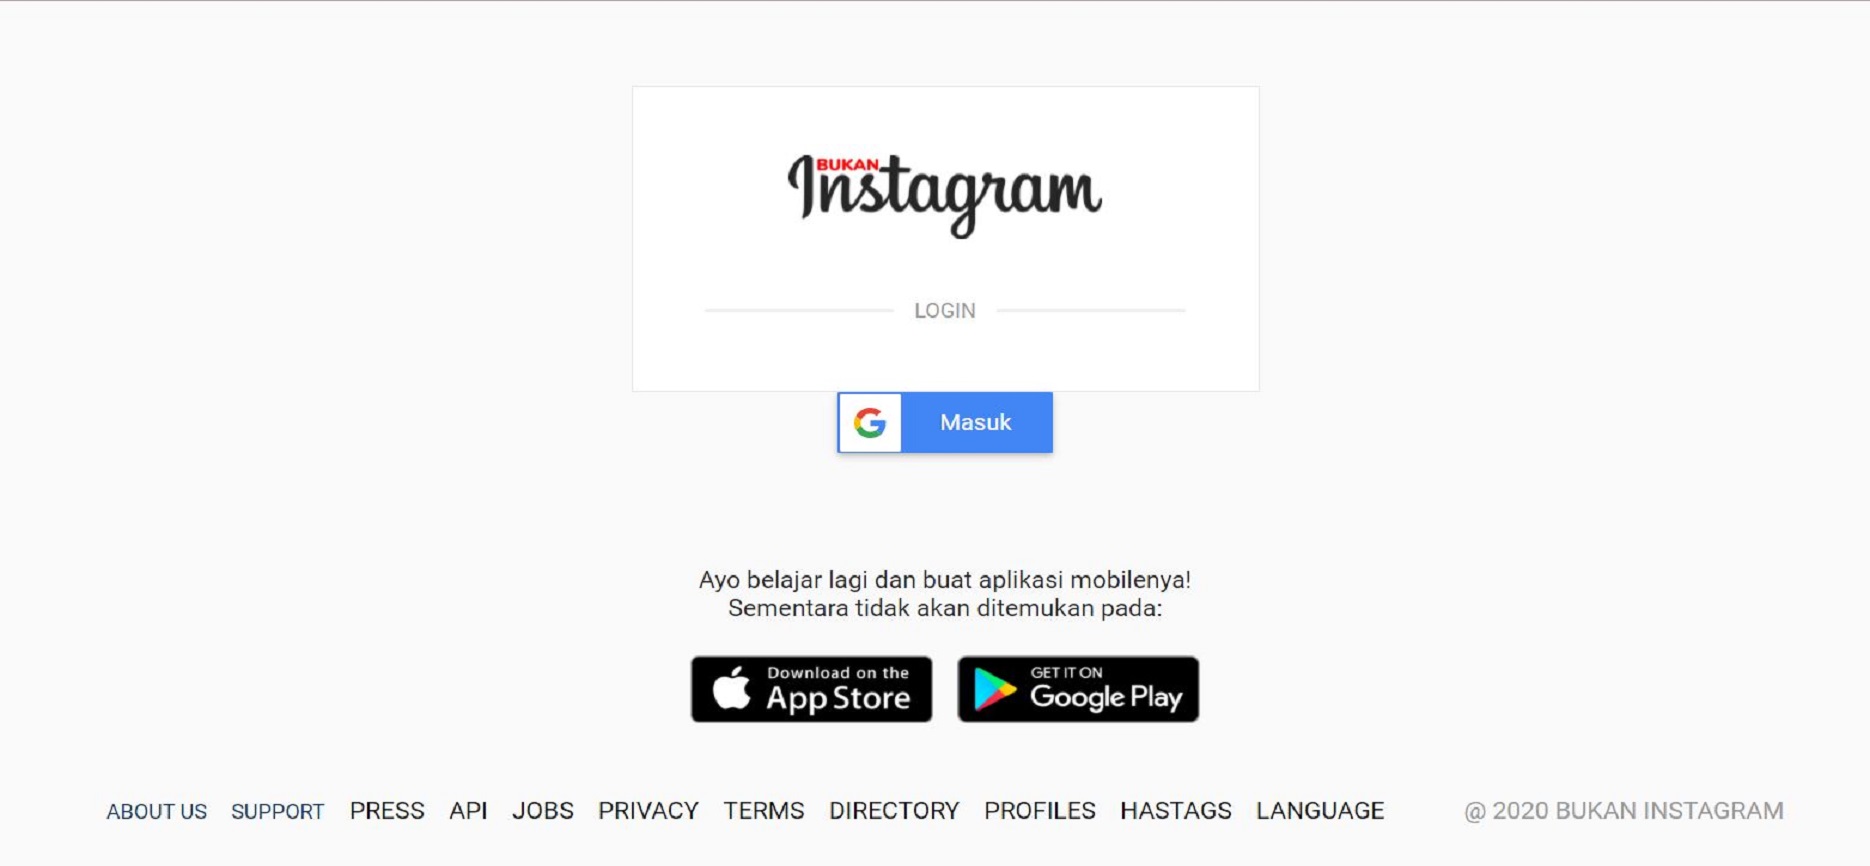 BUKAN
Instagram
LOGIN
Masuk
Ayo belajar lagi dan buat aplikasi mobilenya!
Sementara tidak akan ditemukan pada:
Download on the
App Store
GET IT ON
Google Play
ABOUT US SUPPORT PRESS API JOBS PRIVACY TERMS DIRECTORY PROFILES HASTAGS LANGUAGE @ 2020 BUKAN INSTAGRAM